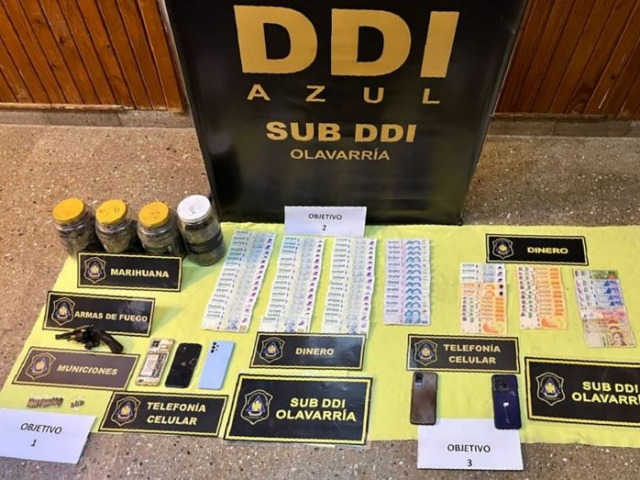 DDI
AZUL
SUB DDI
OLAVARRÍA
OBJETIVO
2
DINERO
MARIHUANA
ARMAS DE FUEGO
DINERO
TELEFONÍA
CELULAR
MUNICIONES
TELEFONÍA
CELULAR
SUB DDI
OLAVARRÍA
SUB DDI
OLAVARRÍA
OBJETIVO
1
OBJETIVO
3